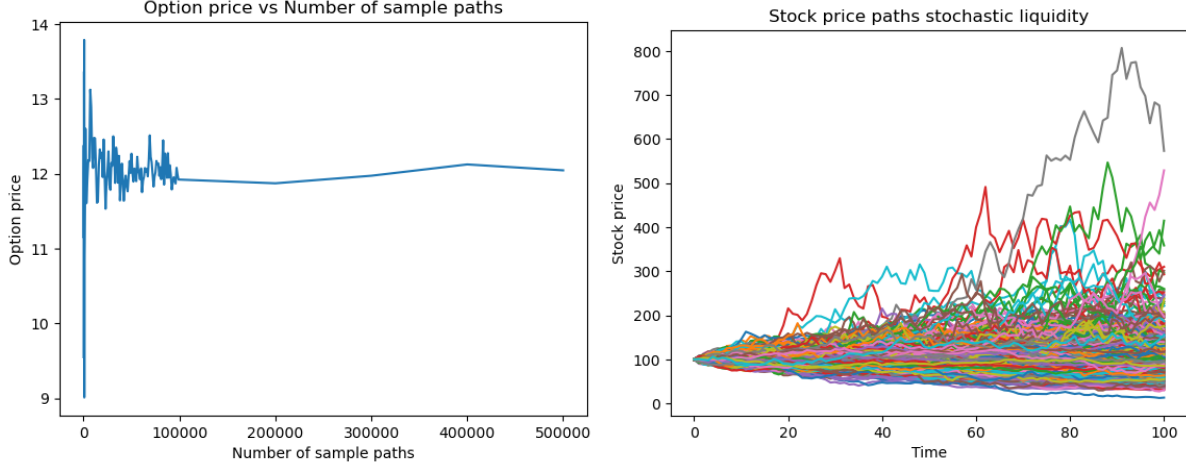 Option price vs Number of sample paths
14
13
12
11
10
9
Option price
0 100000 200000 300000 400000 500000
Number of sample paths
Stock price paths stochastic liquidity
800
700
600
500
400
300
200
100
0
Stock price
0 20 40 60 80 100
Time